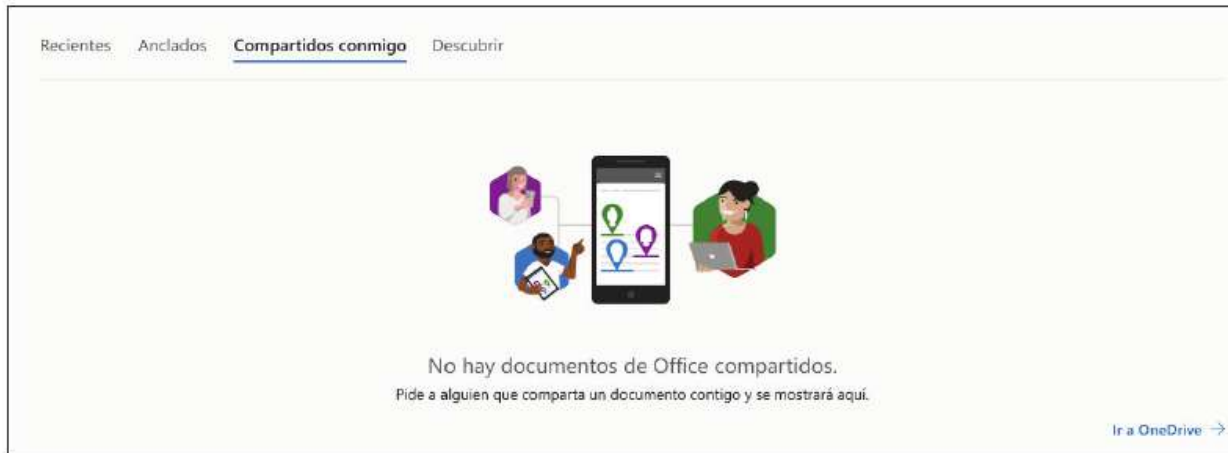 Recientes Anclados Compartidos conmigo Descubrir
No hay documentos de Office compartidos.
Pide a alguien que comparta un documento contigo y se mostrará aquí.
Ir a OneDrive →